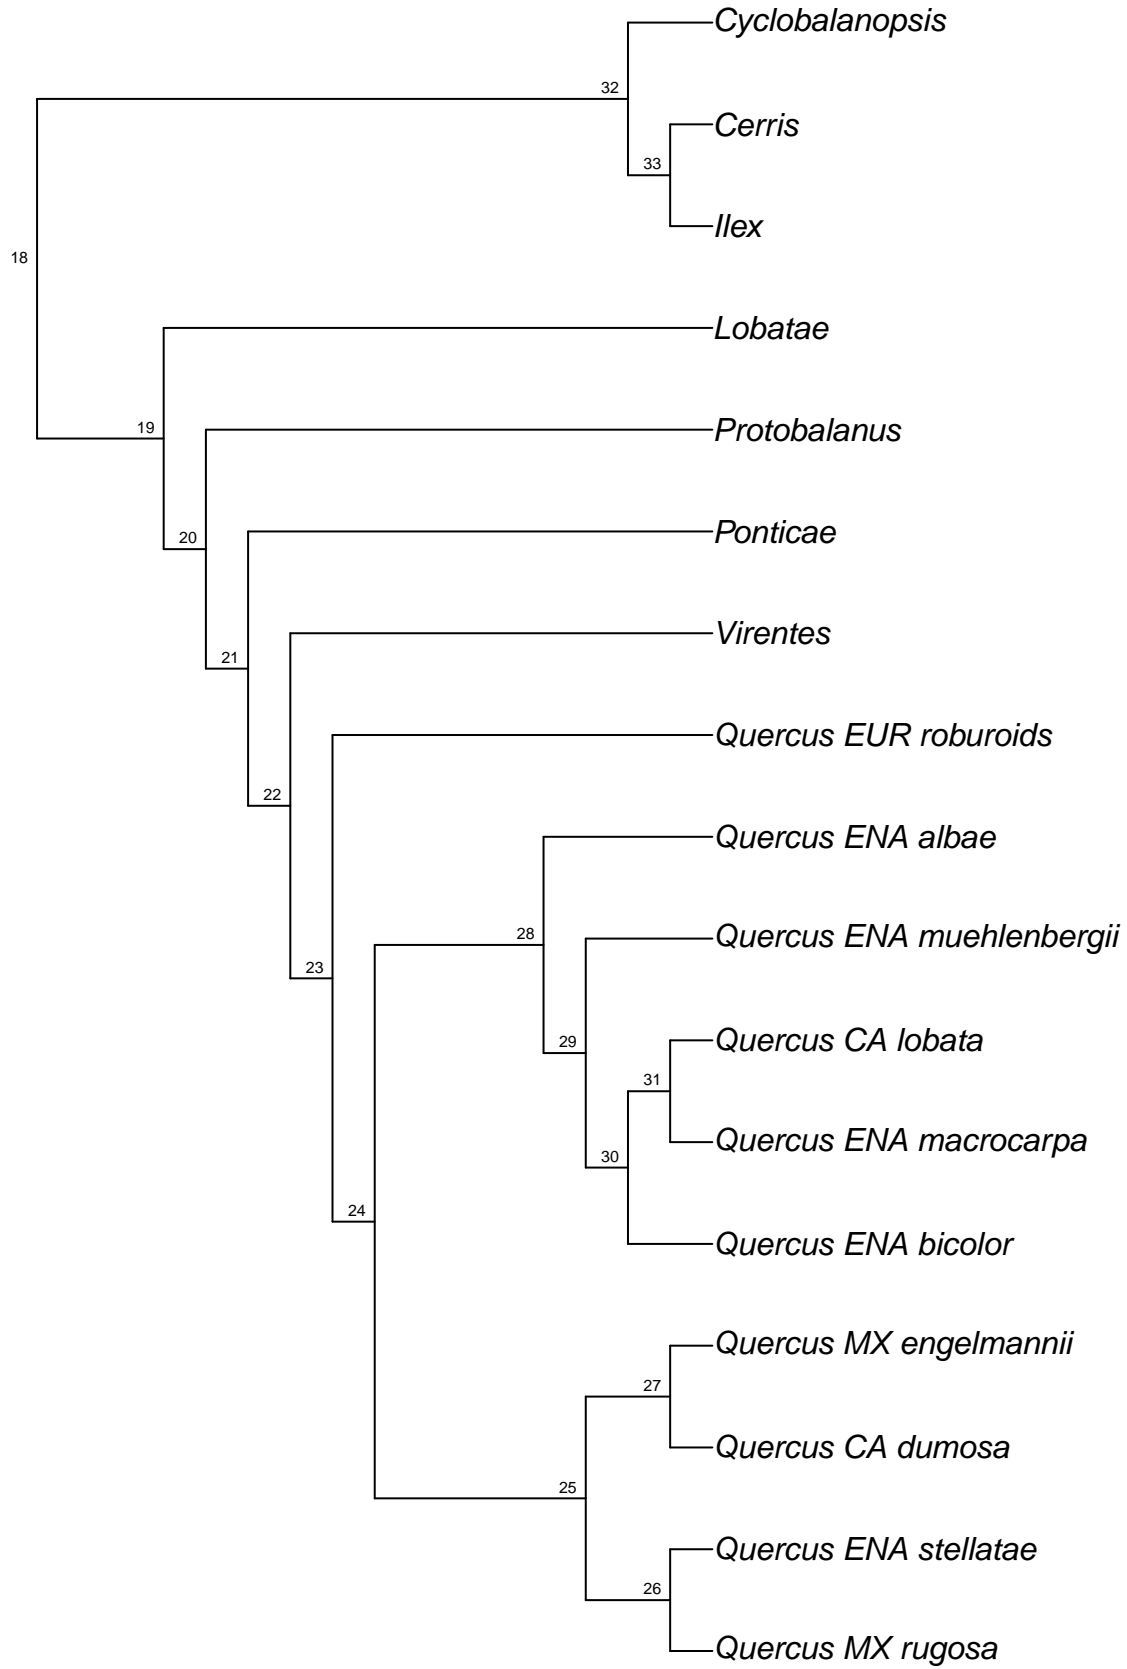 Cyclobalanopsis
32
Cerris
33
Ilex
18
Lobatae
19
Protobalanus
20
Ponticae
21
Virentes
22
Quercus EUR roburoids
Quercus ENA albae
28
Quercus ENA muehlenbergii
23
29
Quercus CA lobata
31
Quercus ENA macrocarpa
30
24
Quercus ENA bicolor
Quercus MX engelmannii
27
Quercus CA dumosa
25
Quercus ENA stellatae
26
Quercus MX rugosa